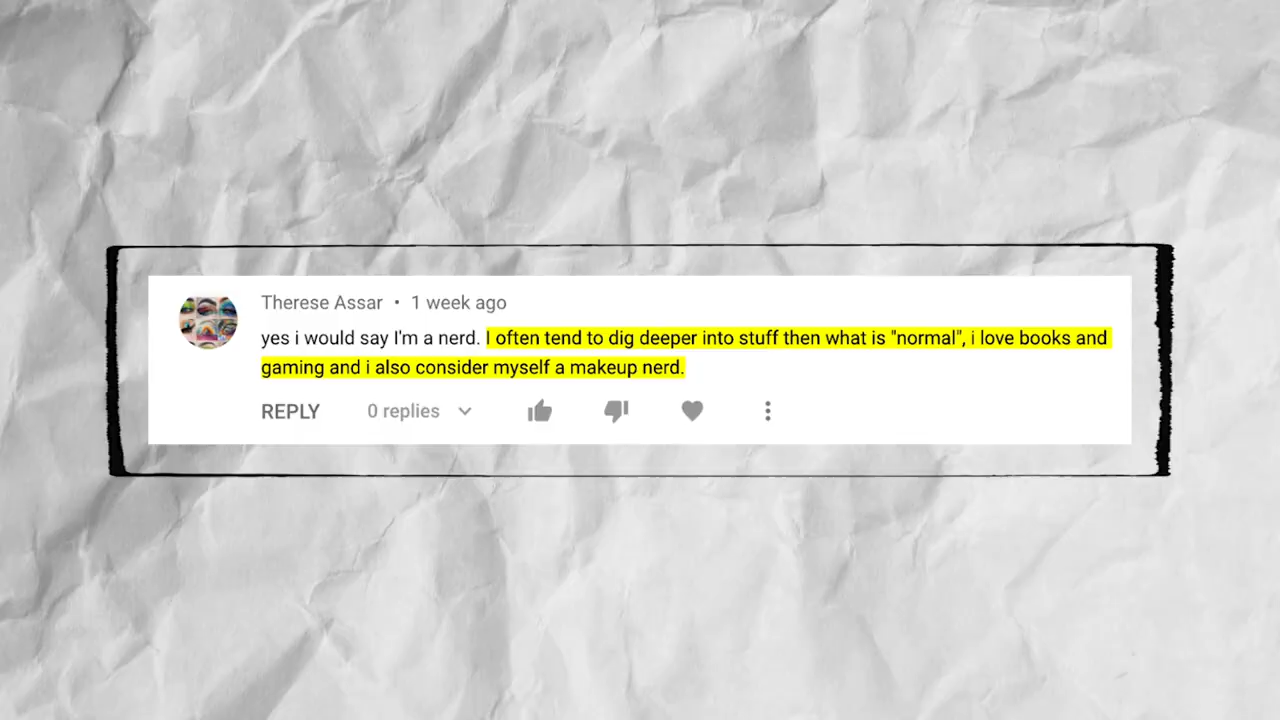 Therese Assar • 1 week ago
yes i would say I'm a nerd. I often tend to dig deeper into stuff then what is "normal", i love books and
gaming and i also consider myself a makeup nerd.
REPLY 0 replies